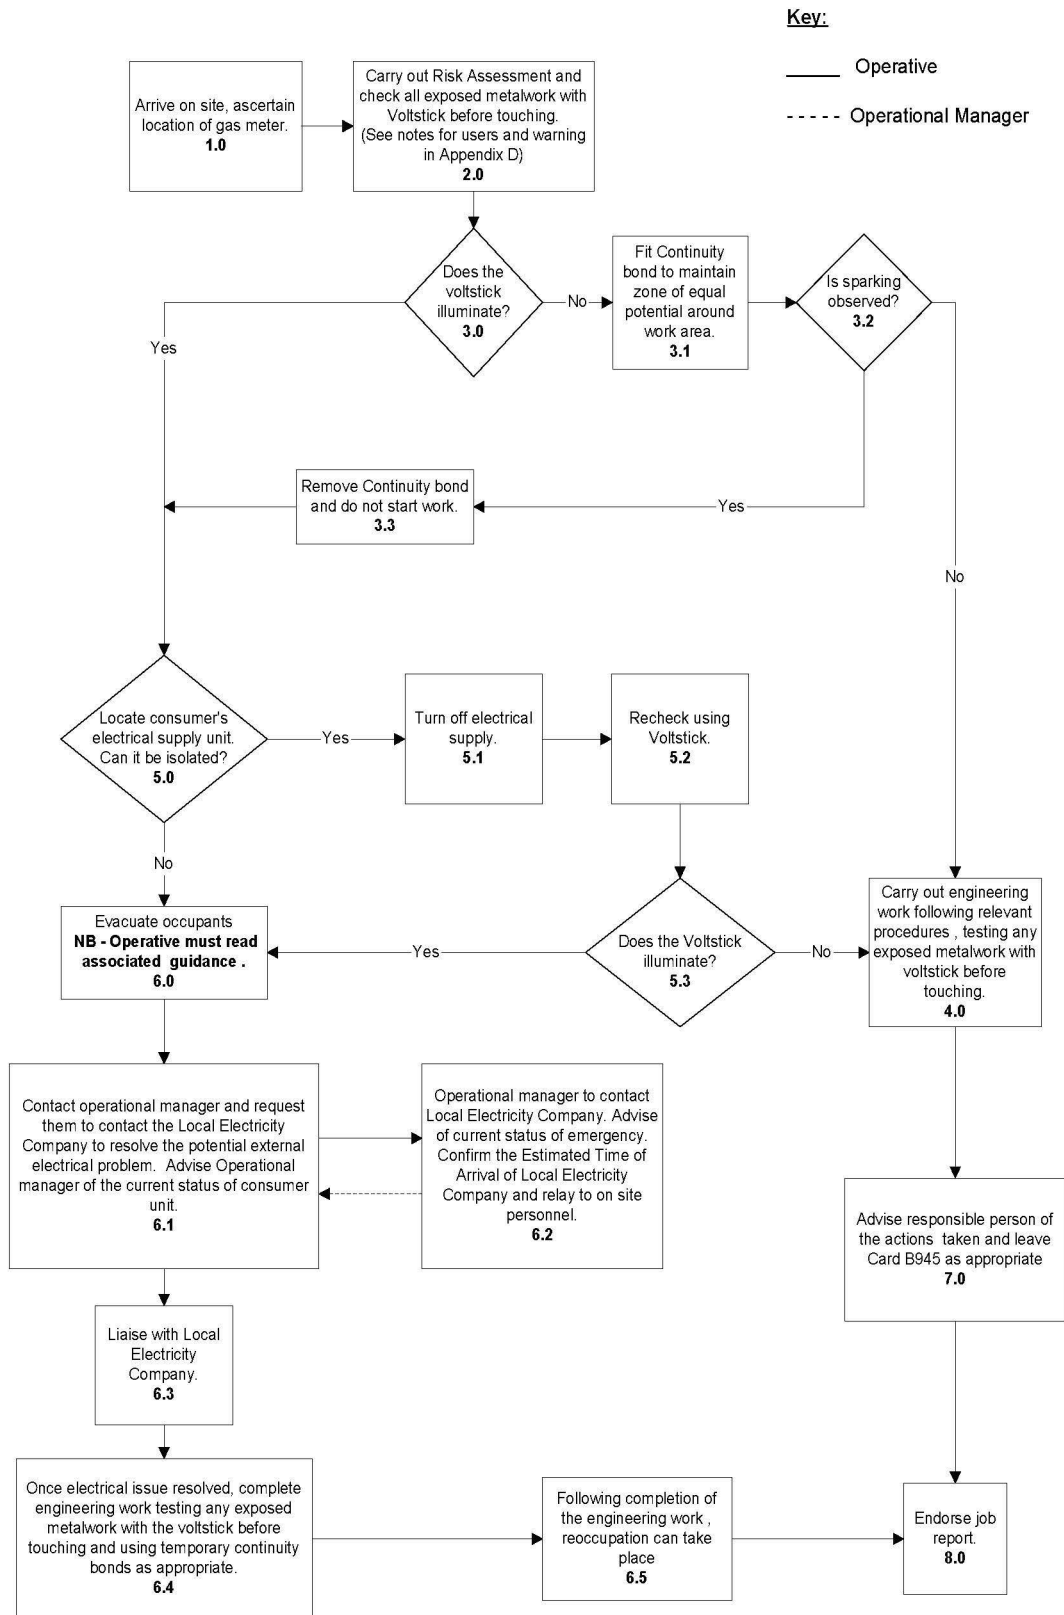 Key:
Operative
Operational Manager
Arrive on site, ascertain
location of gas meter.
1.0
Carry out Risk Assessment and
check all exposed metalwork with
Voltstick before touching.
(See notes for users and warning
in Appendix D)
2.0
Does the
voltstick
illuminate?
3.0
No
Fit Continuity
bond to maintain
zone of equal
potential around
work area.
3.1
Is sparking
observed?
3.2
Yes
Remove Continuity bond
and do not start work.
3.3
Yes
No
Locate consumer's
electrical supply unit.
Can it be isolated?
5.0
Yes
Turn off electrical
supply.
5.1
Recheck using
Voltstick.
5.2
No
Evacuate occupants
NB - Operative must read
associated guidance .
6.0
Yes
Does the Voltstick
illuminate?
5.3
No
Carry out engineering
work following relevant
procedures , testing any
exposed metalwork with
voltstick before
touching.
4.0
Contact operational manager and request
them to contact the Local Electricity
Company to resolve the potential external
electrical problem. Advise Operational
manager of the current status of consumer
unit.
6.1
Operational manager to contact
Local Electricity Company. Advise
of current status of emergency.
Confirm the Estimated Time of
Arrival of Local Electricity
Company and relay to on site
personnel.
6.2
Advise responsible person of
the actions taken and leave
Card B945 as appropriate
7.0
Liaise with Local
Electricity
Company.
6.3
Once electrical issue resolved, complete
engineering work testing any exposed
metalwork with the voltstick before
touching and using temporary continuity
bonds as appropriate.
6.4
Following completion of
the engineering work ,
reoccupation can take
place
6.5
Endorse job
report.
8.0